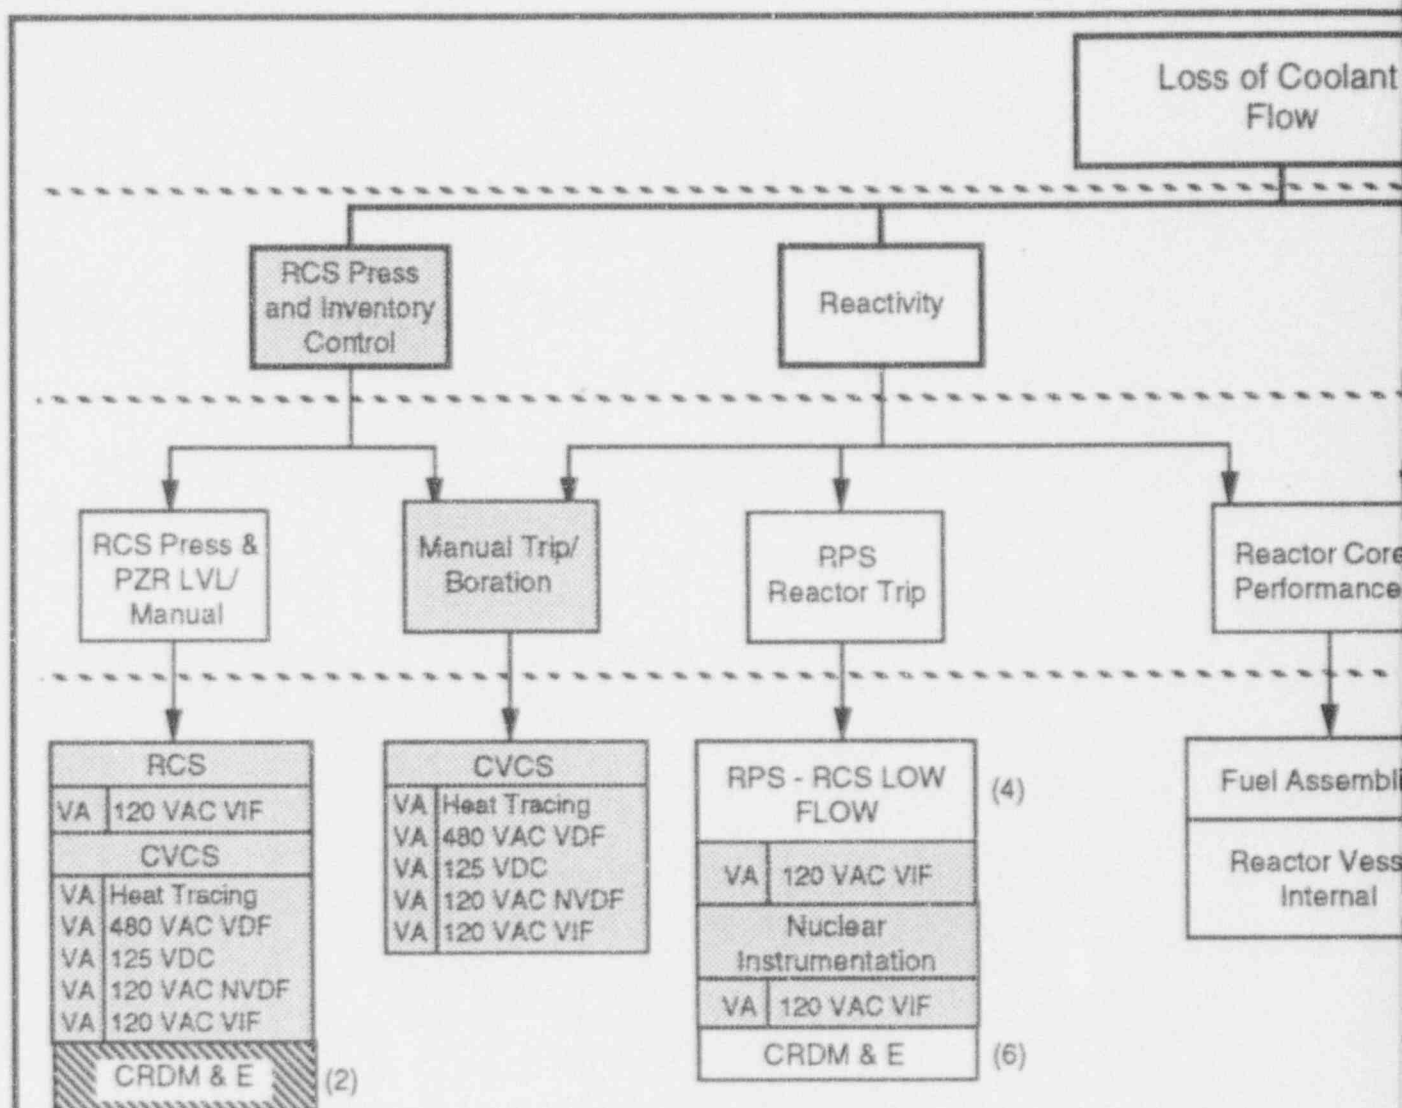 Loss of Coolant
Flow
RCS Press
and Inventory
Control
Reactivity
RCS Press &
PZR LVL/
Manual
Manual Trip/
Boration
RPS
Reactor Trip
Reactor Core
Performance
RCS
VA 120 VAC VIF
CVCS
VA Heat Tracing
VA 480 VAC VDF
VA 125 VDC
VA 120 VAC NVDF
VA 120 VAC VIF
CRDM & E (2)
CVCS
VA Heat Tracing
VA 480 VAC VDF
VA 125 VDC
VA 120 VAC NVDF
VA 120 VAC VIF
RPS - RCS LOW (4)
FLOW
VA 120 VAC VIF
Nuclear
Instrumentation
VA 120 VAC VIF
CRDM & E (6)
Fuel Assembli
Reactor Vess
Internal